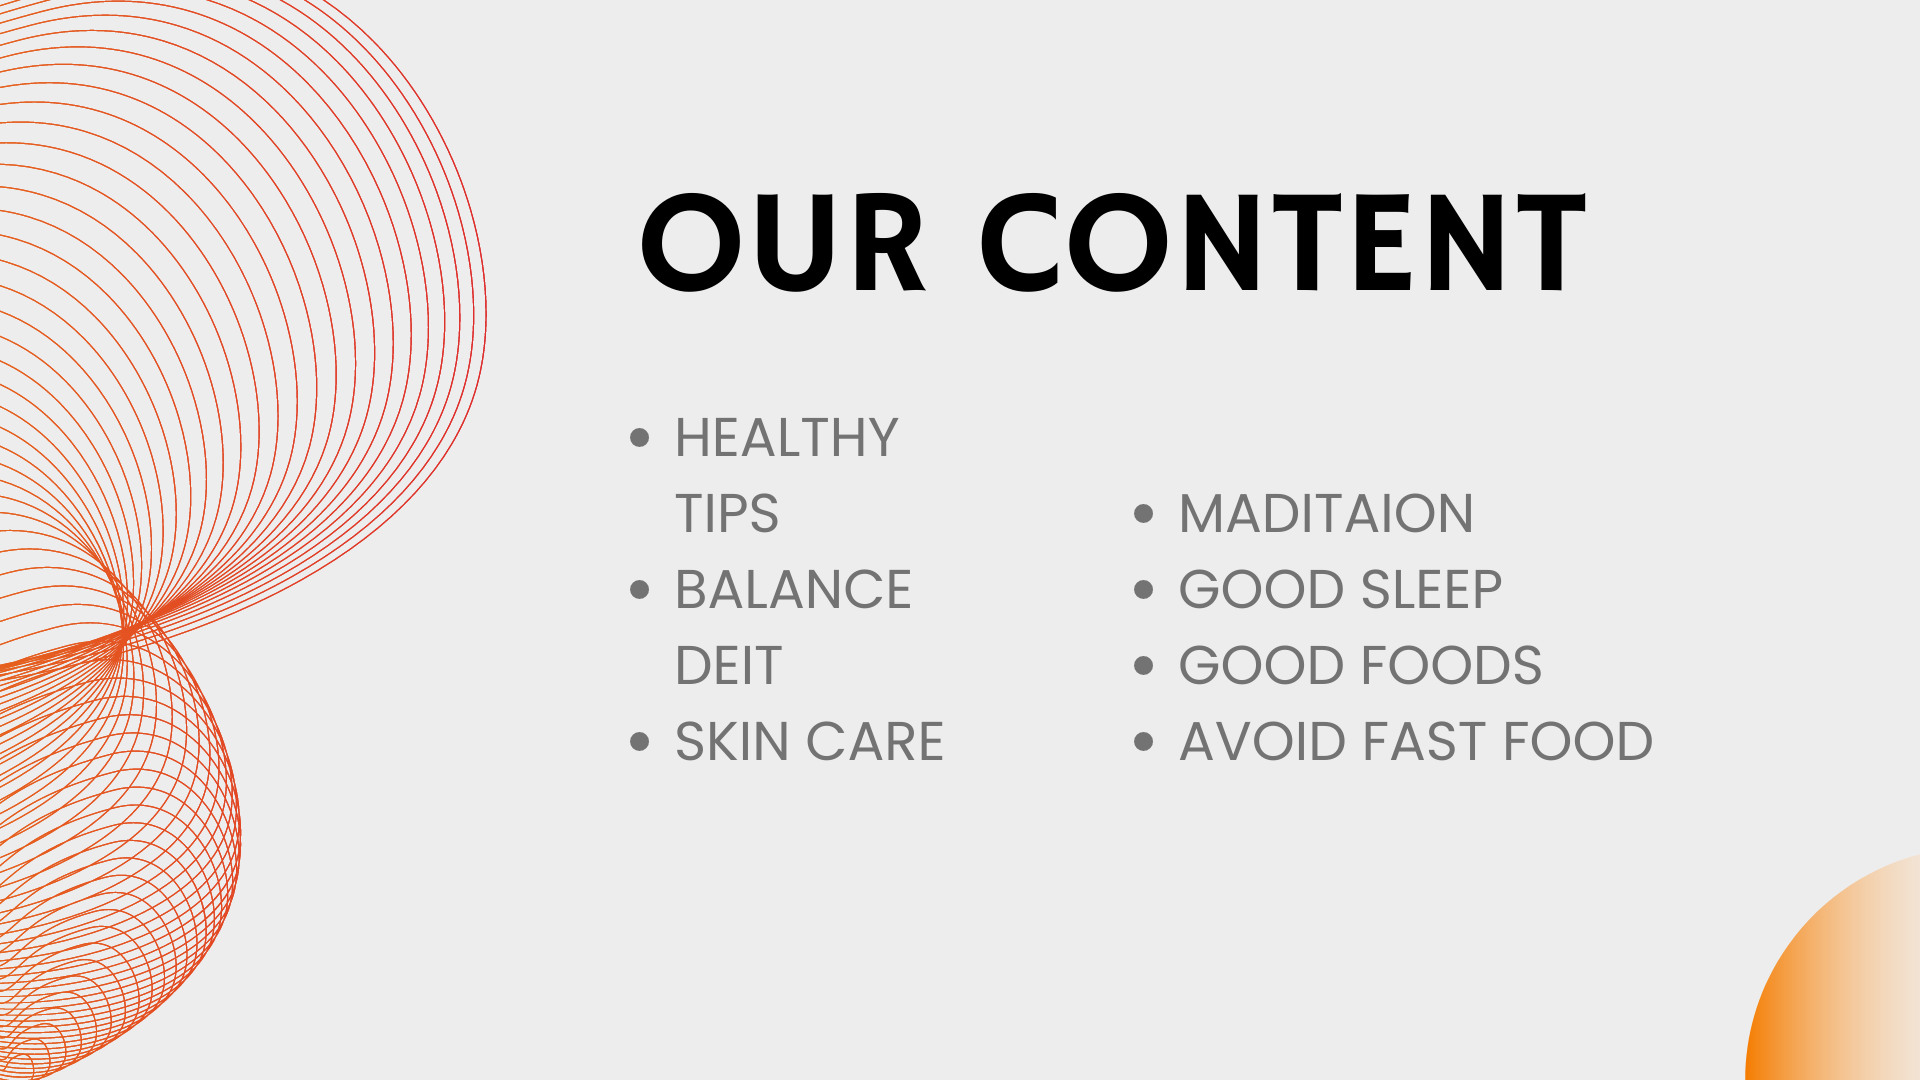 OUR CONTENT
• HEALTHY
TIPS
• BALANCE
DEIT
• SKIN CARE
• MADITAION
• GOOD SLEEP
• GOOD FOODS
• AVOID FAST FOOD